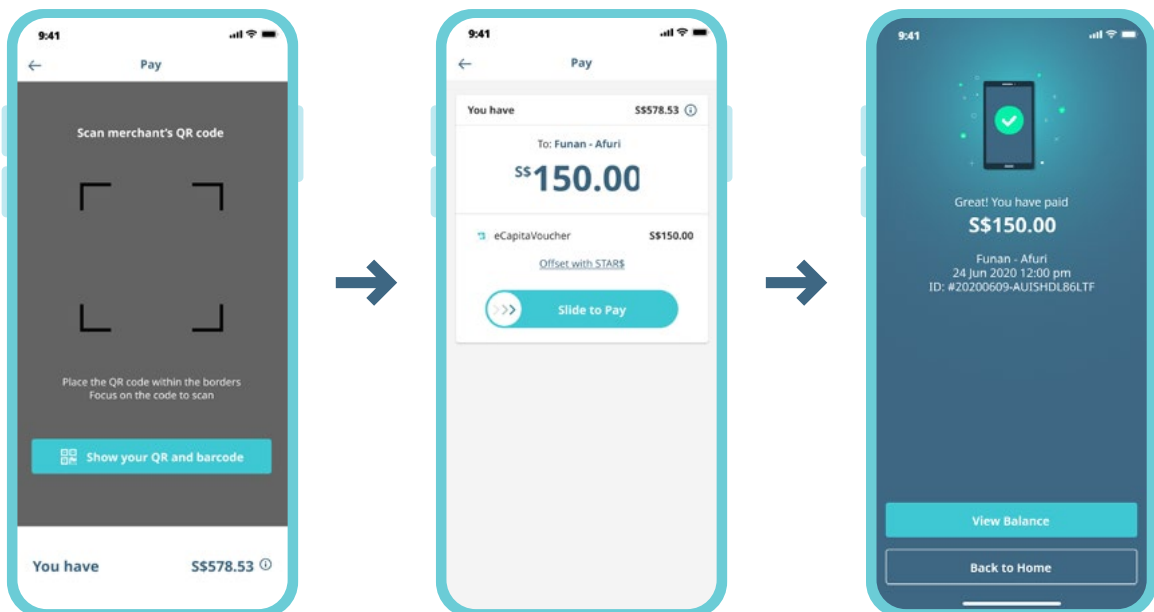 9:41
Pay
Scan merchant's QR code
Place the QR code within the borders
Focus on the code to scan
Show your QR and barcode
You have S$578.53
9:41
Pay
You have S$578.53
To: Funan - Afuri
S$150.00
eCapitaVoucher S$150.00
Offset with STAR$
>>> Slide to Pay
9:41
Great! You have paid
S$150.00
Funan - Afuri
24 Jun 2020 12:00 pm
ID: #20200609-AUISHDL86LTF
View Balance
Back to Home